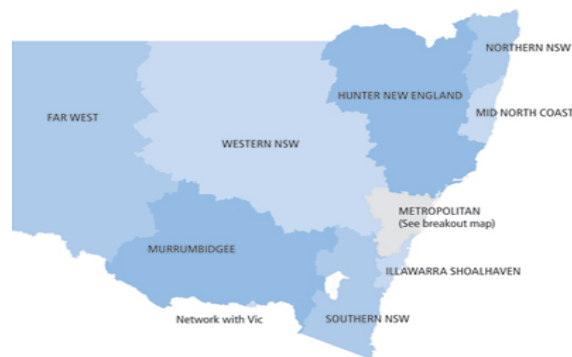 NORTHERN NSW
HUNTER NEW ENGLAND
MID NORTH COAST
FAR WEST
WESTERN NSW
METROPOLITAN
(See breakout map)
MURRUMBIDGEE
ILLAWARRA SHOALHAVEN
Network with Vic
SOUTHERN NSW